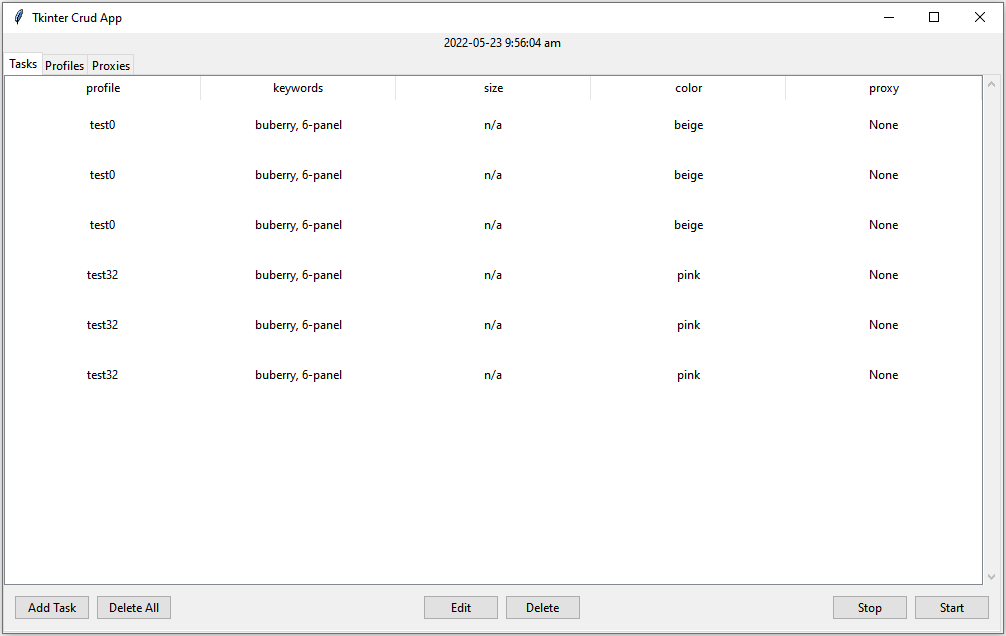 Tkinter Crud App
2022-05-23 9:56:04 am
Tasks Profiles Proxies
profile keywords size color proxy
test0 buberry, 6-panel n/a beige None
test0 buberry, 6-panel n/a beige None
test0 buberry, 6-panel n/a beige None
test32 buberry, 6-panel n/a pink None
test32 buberry, 6-panel n/a pink None
test32 buberry, 6-panel n/a pink None
Add Task Delete All Edit Delete Stop Start